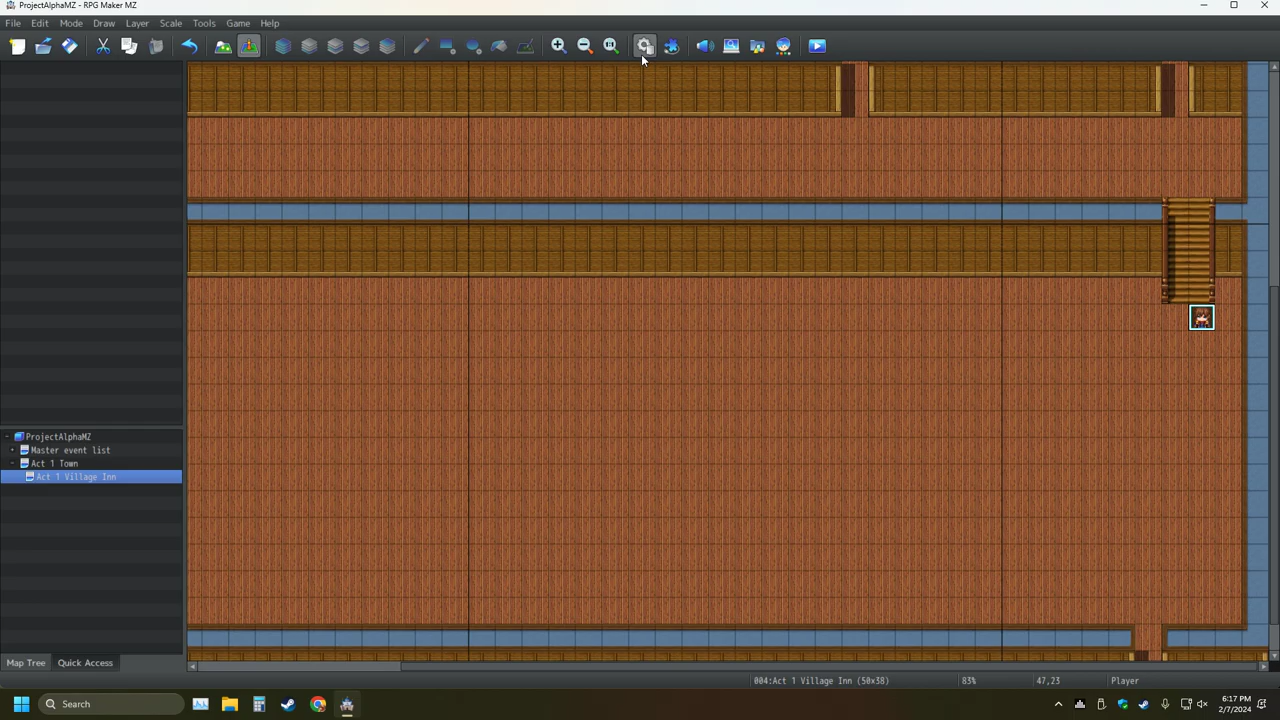 ProjectAlphaMZ - RPG Maker MZ
File Edit Mode Draw Layer Scale Tools Game Help
1:1
ProjectAlphaMZ
Master event list
Act 1 Town
Act 1 Village Inn
Map Tree Quick Access
004:Act 1 Village Inn (50x38) 83% 47,23 Player
Search
6:17 PM
2/7/2024